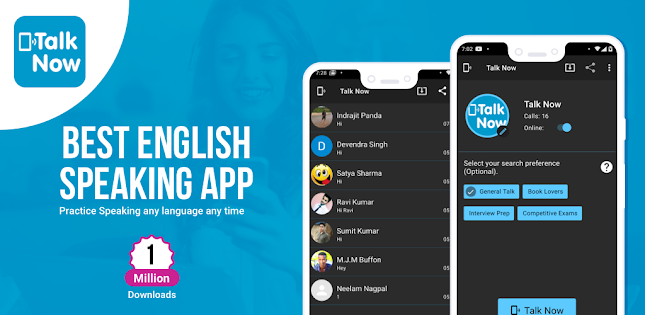 Talk
Now
BEST ENGLISH
SPEAKING APP
Practice Speaking any language any time
1
Million
Downloads
7:28
Talk Now
Indrajit Panda
Hi
07
D
Devendra Singh
Hi
05
Satya Sharma
Hi
05
Ravi Kumar
Hi Ravi
05
Sumit Kumar
Hi
05
M.J.M Buffon
Hey
05
Neelam Nagpal
1
05
7:02
Talk Now
Talk
Now
Talk Now
Calls: 16
Online:
Select your search preference
(Optional).
?
General Talk
Book Lovers
Interview Prep
Competitive Exams
Talk Now